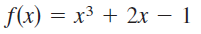 f(x) = x³ + 2x − 1